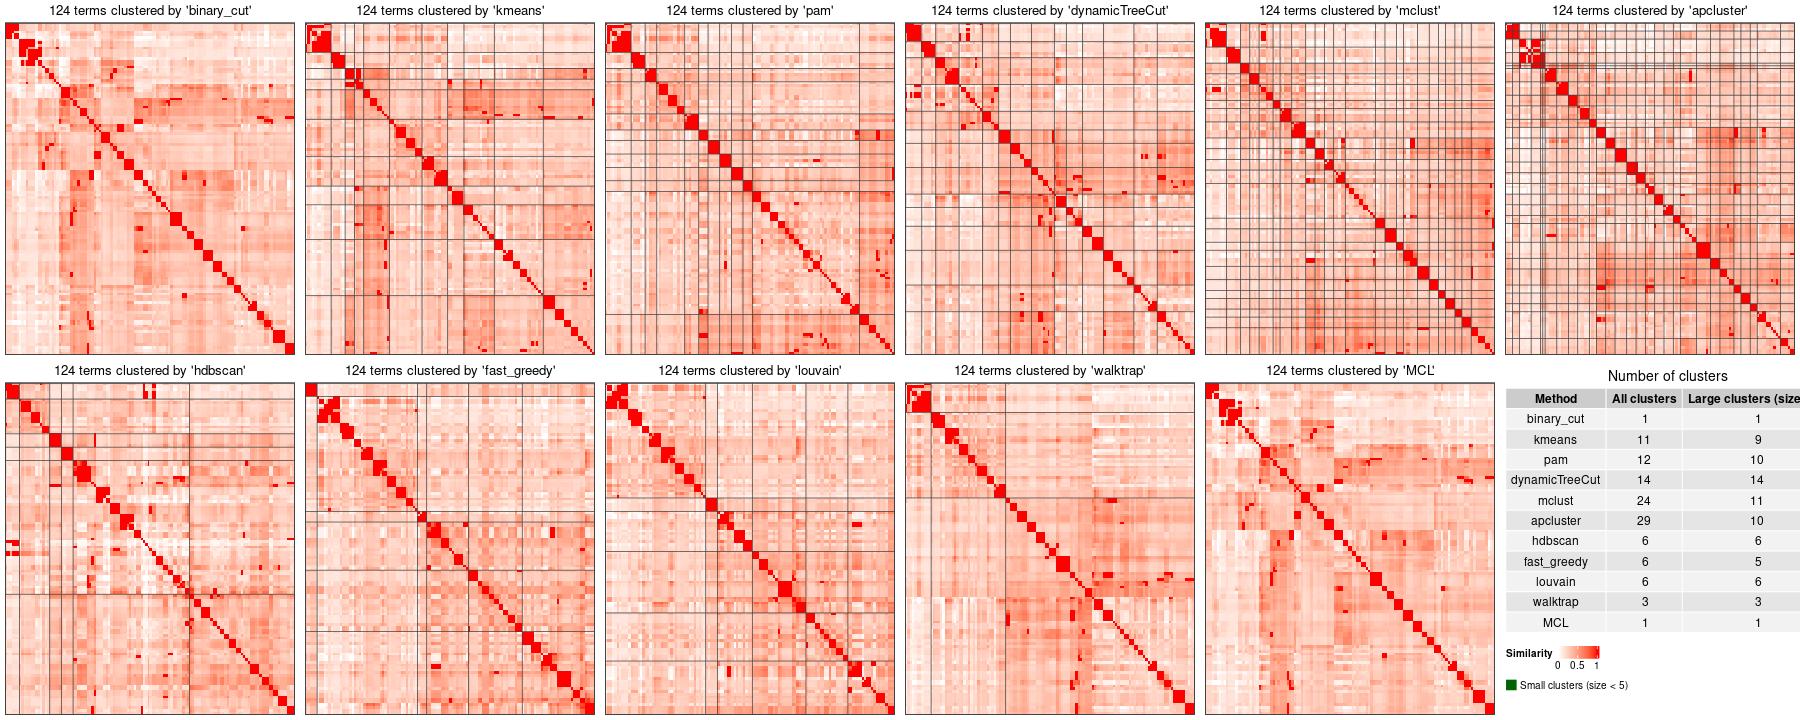 124 terms clustered by 'binary_cut'
124 terms clustered by 'kmeans'
124 terms clustered by 'pam'
124 terms clustered by 'dynamicTreeCut'
124 terms clustered by 'mclust'
124 terms clustered by 'apcluster'
124 terms clustered by 'hdbscan'
124 terms clustered by 'fast_greedy'
124 terms clustered by 'louvain'
124 terms clustered by 'walktrap'
124 terms clustered by 'MCL'
Number of clusters
Method All clusters Large clusters (size
binary_cut 1 1
kmeans 11 9
pam 12 10
dynamicTreeCut 14 14
mclust 24 11
apcluster 29 10
hdbscan 6 6
fast_greedy 6 5
louvain 6 6
walktrap 3 3
MCL 1 1
Similarity
0 0.5 1
Small clusters (size < 5)